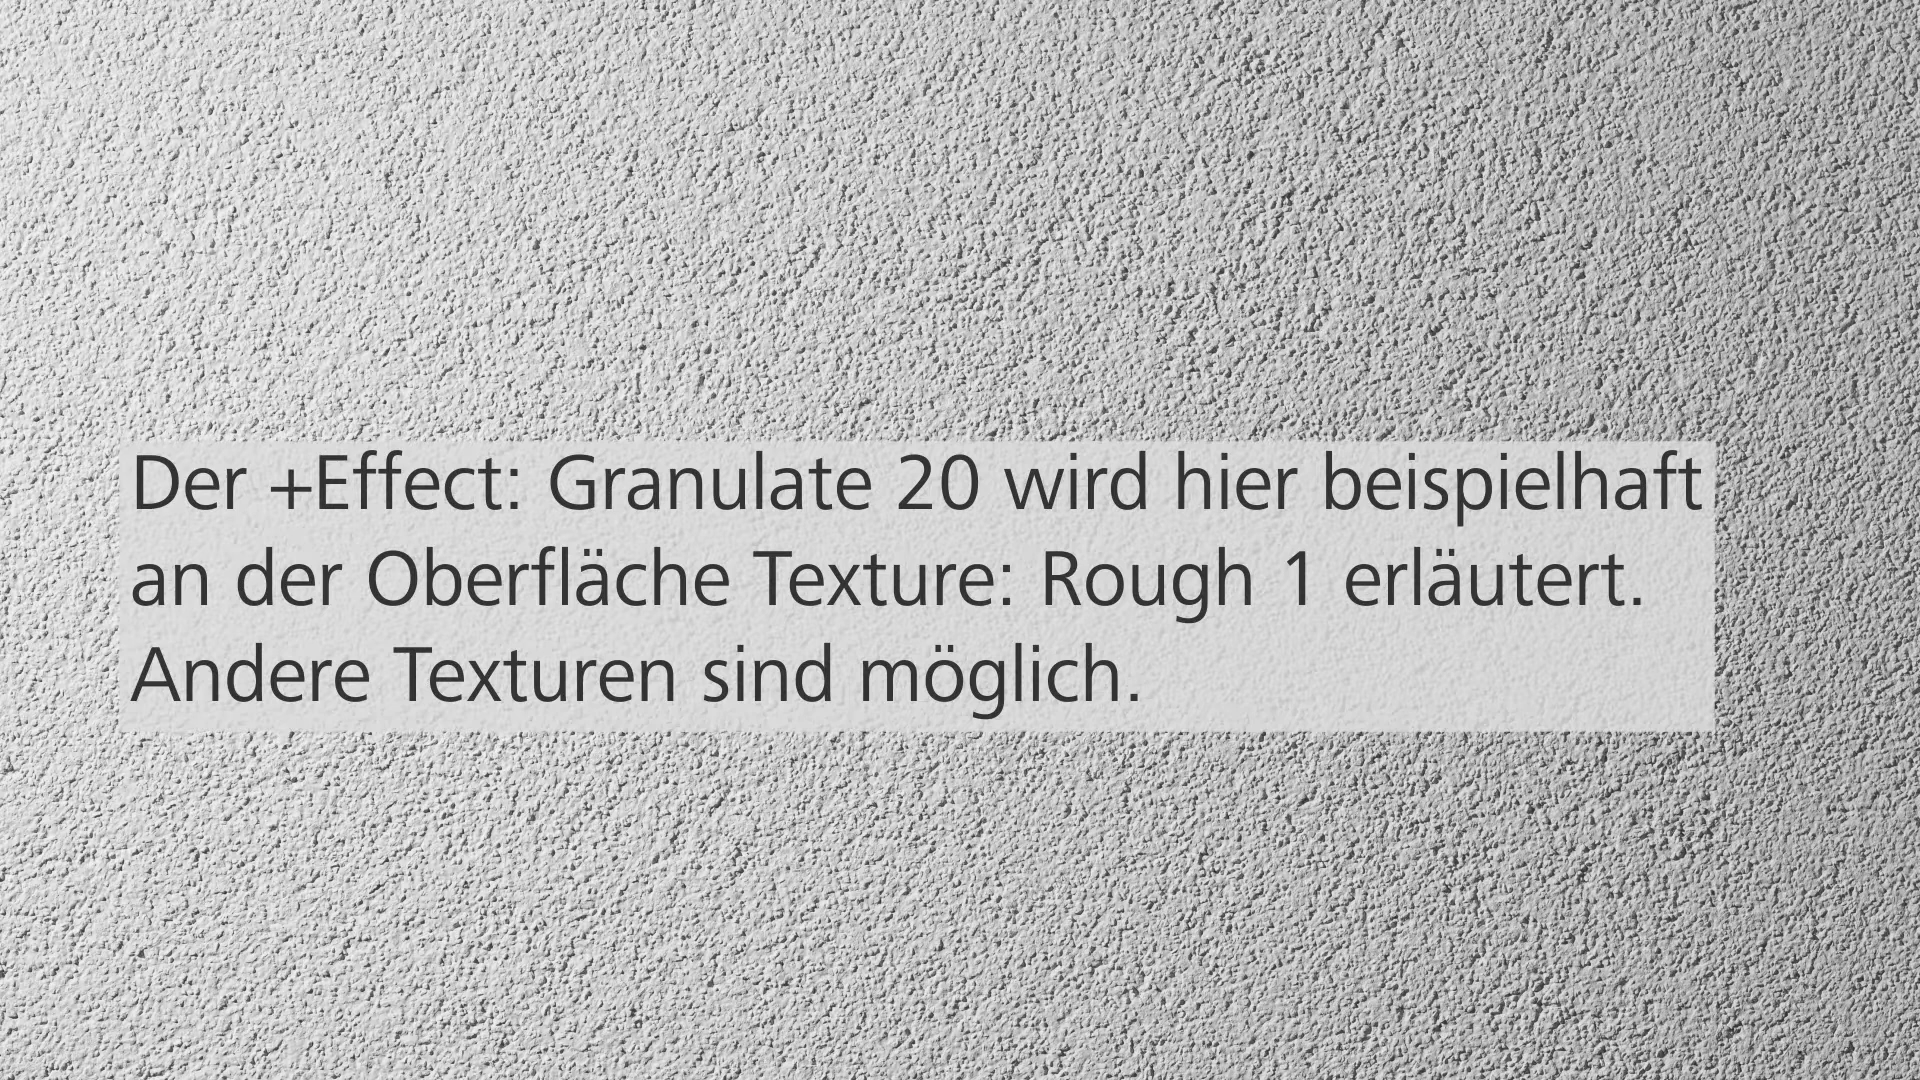 Der +Effect: Granulate 20 wird hier beispielhaft
an der Oberfläche Texture: Rough 1 erläutert.
Andere Texturen sind möglich.